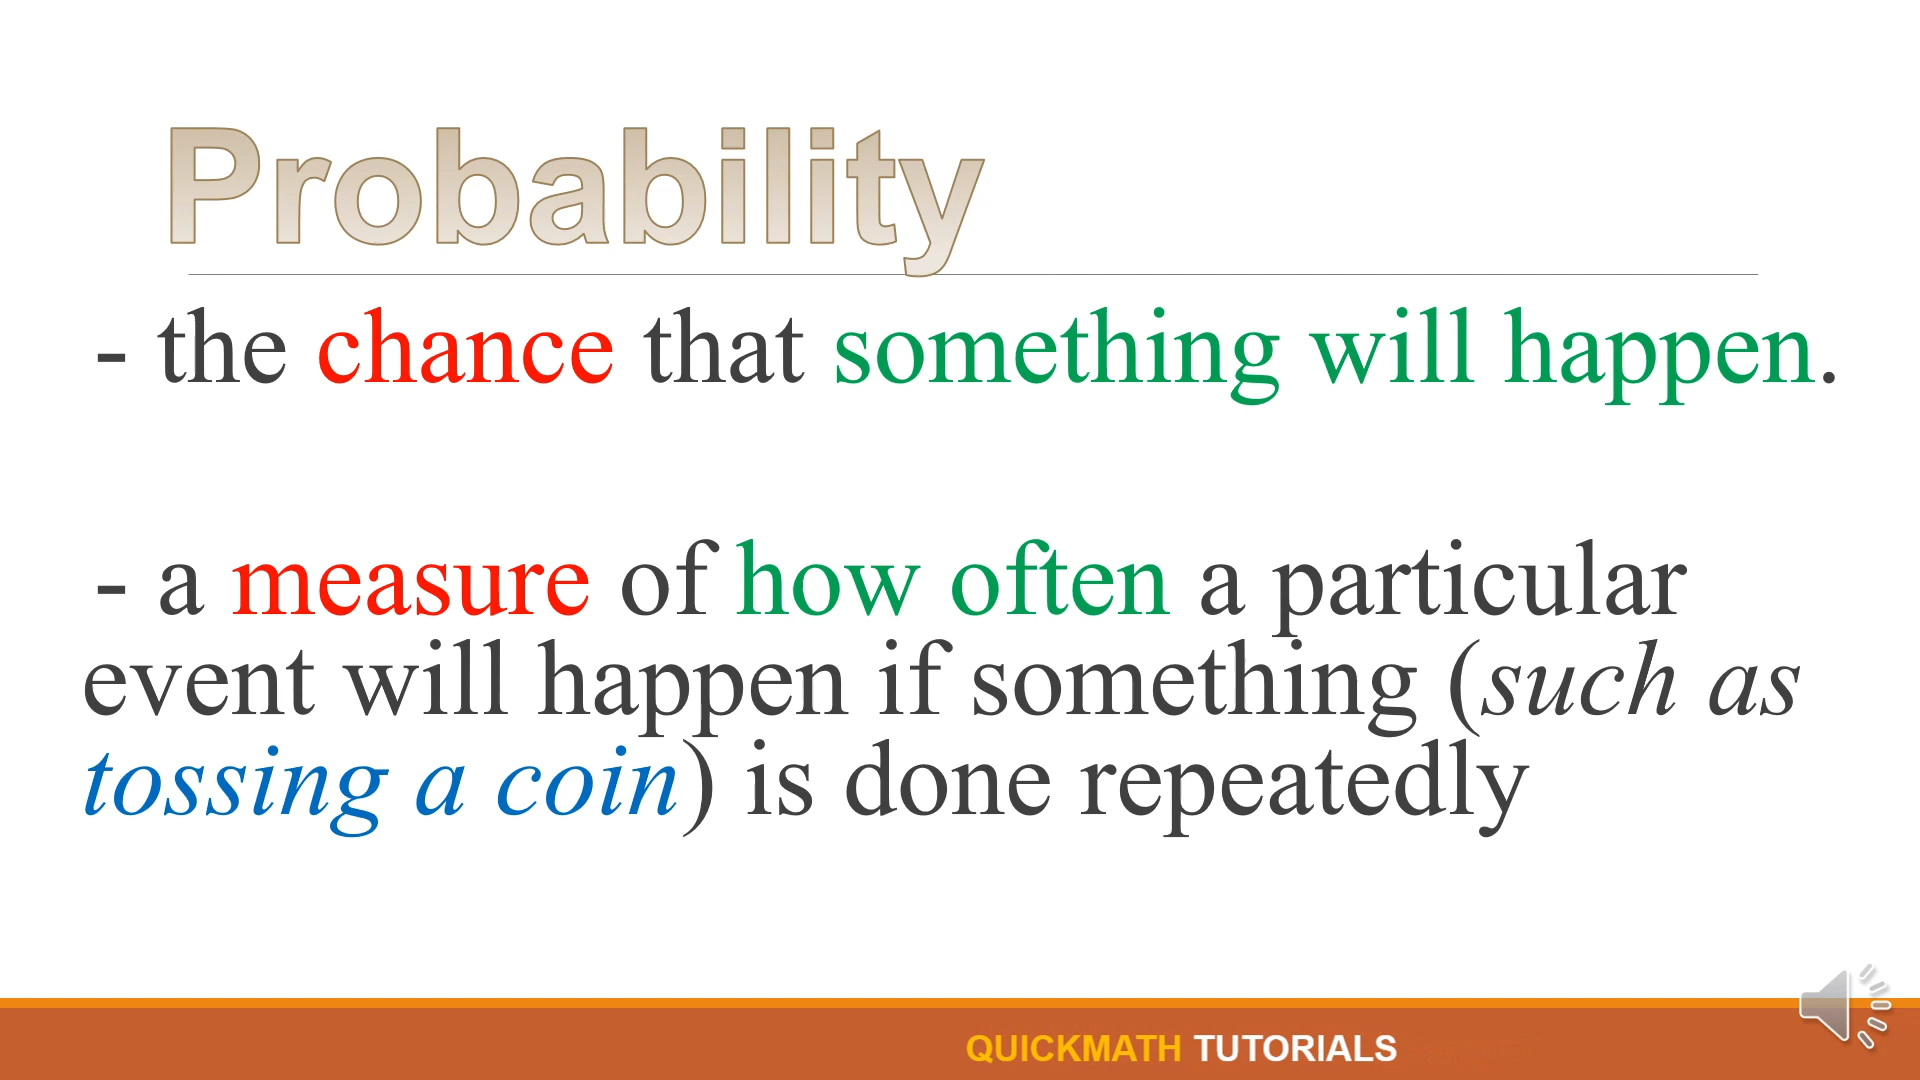 Probability
- the chance that something will happen.
- a measure of how often a particular
event will happen if something (such as
tossing a coin) is done repeatedly
QUICKMATH TUTORIALS